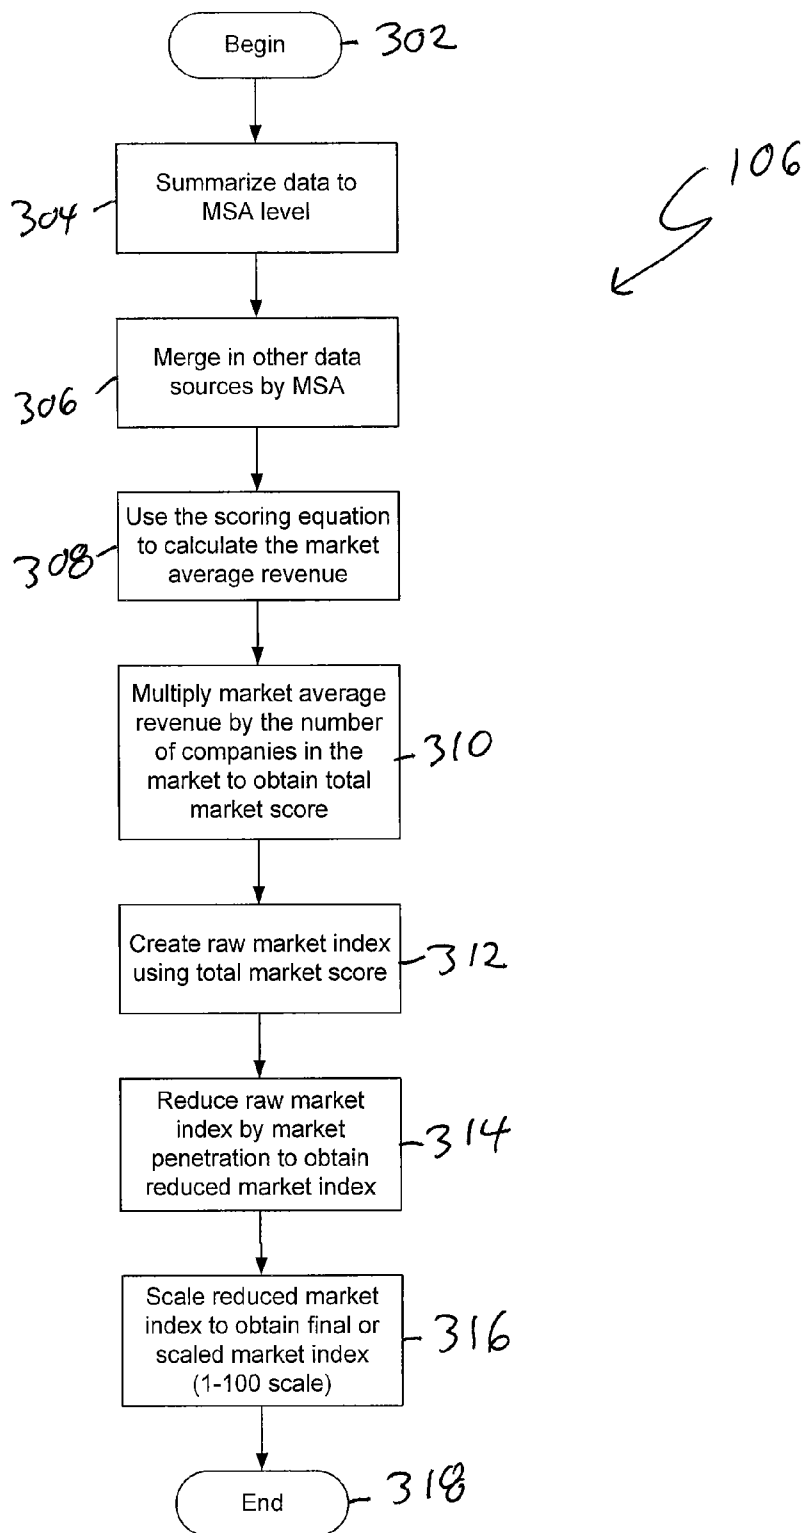 Begin
302
106
Summarize data to
MSA level
304
Merge in other data
sources by MSA
306
Use the scoring equation
to calculate the market
average revenue
308
Multiply market average
revenue by the number
of companies in the
market to obtain total
market score
310
Create raw market index
using total market score
312
Reduce raw market
index by market
penetration to obtain
reduced market index
314
Scale reduced market
index to obtain final or
scaled market index
(1-100 scale)
316
End
318